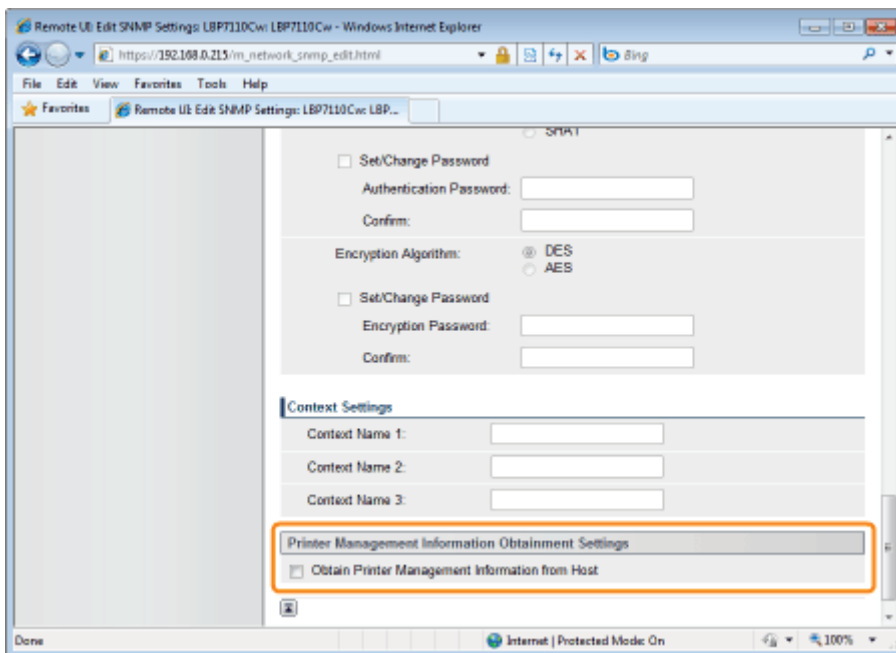 Remote UI: Edit SNMP Settings: LBP7110Cw: LBP7110Cw - Windows Internet Explorer
https://192.168.0.215/m_network_snmp_edit.html
Bing
File Edit View Favorites Tools Help
Favorites
Remote UI: Edit SNMP Settings: LBP7110Cw: LBP...
SHA1
Set/Change Password
Authentication Password:
Confirm:
Encryption Algorithm:
DES
AES
Set/Change Password
Encryption Password:
Confirm:
Context Settings
Context Name 1:
Context Name 2:
Context Name 3:
Printer Management Information Obtainment Settings
Obtain Printer Management Information from Host
Done
Internet | Protected Mode: On
100%